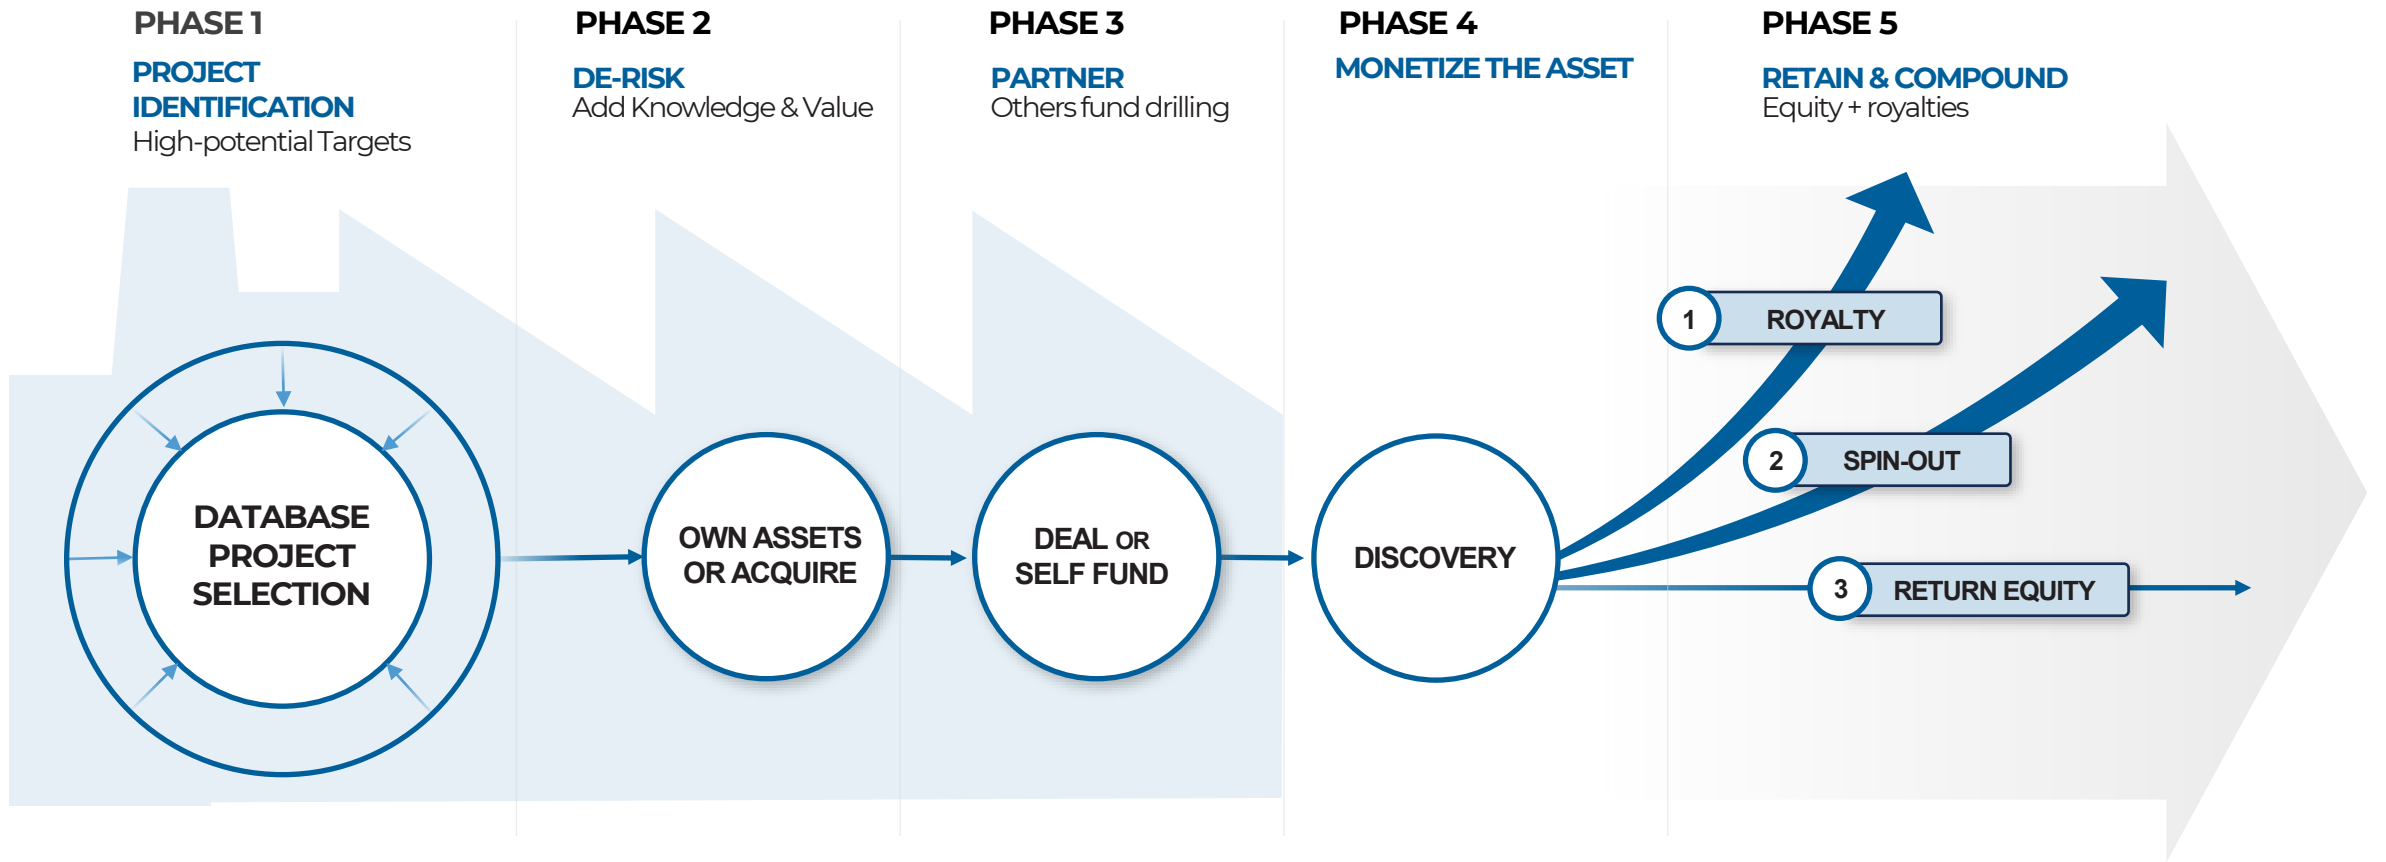 PHASE 1
PROJECT
IDENTIFICATION
High-potential Targets
PHASE 2
DE-RISK
Add Knowledge & Value
PHASE 3
PARTNER
Others fund drilling
PHASE 4
MONETIZE THE ASSET
PHASE 5
RETAIN & COMPOUND
Equity + royalties
DATABASE
PROJECT
SELECTION
OWN ASSETS
OR ACQUIRE
DEAL OR
SELF FUND
DISCOVERY
1 ROYALTY
2 SPIN-OUT
3 RETURN EQUITY